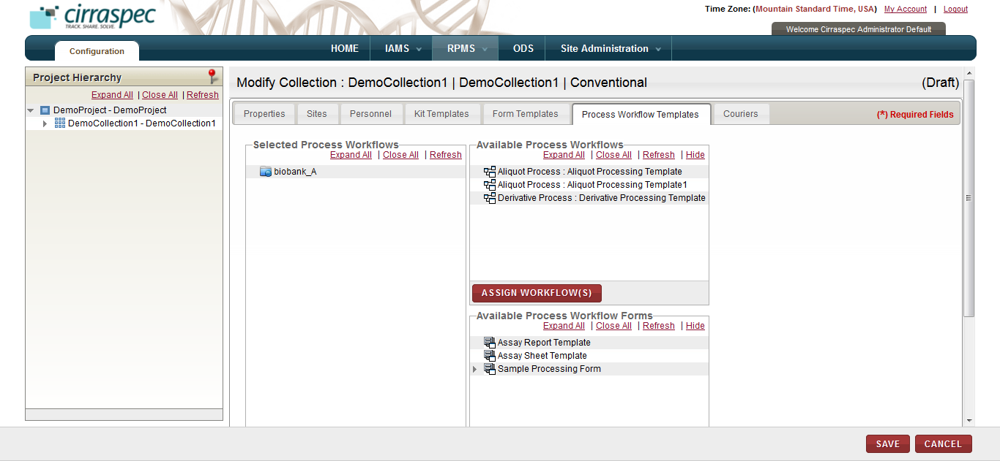 cirraspec
TRACK. SHARE. SOLVE.
Time Zone: (Mountain Standard Time, USA) My Account | Logout
Welcome Cirraspec Administrator Default
Configuration
HOME IAMS RPMS ODS Site Administration
Project Hierarchy
Expand All | Close All | Refresh
DemoProject - DemoProject
DemoCollection1 - DemoCollection1
Modify Collection : DemoCollection1 | DemoCollection1 | Conventional (Draft)
Properties Sites Personnel Kit Templates Form Templates Process Workflow Templates Couriers (*) Required Fields
Selected Process Workflows
Expand All | Close All | Refresh
biobank_A
Available Process Workflows
Expand All | Close All | Refresh | Hide
Aliquot Process : Aliquot Processing Template
Aliquot Process : Aliquot Processing Template1
Derivative Process : Derivative Processing Template
ASSIGN WORKFLOW(S)
Available Process Workflow Forms
Expand All | Close All | Refresh | Hide
Assay Report Template
Assay Sheet Template
Sample Processing Form
SAVE CANCEL